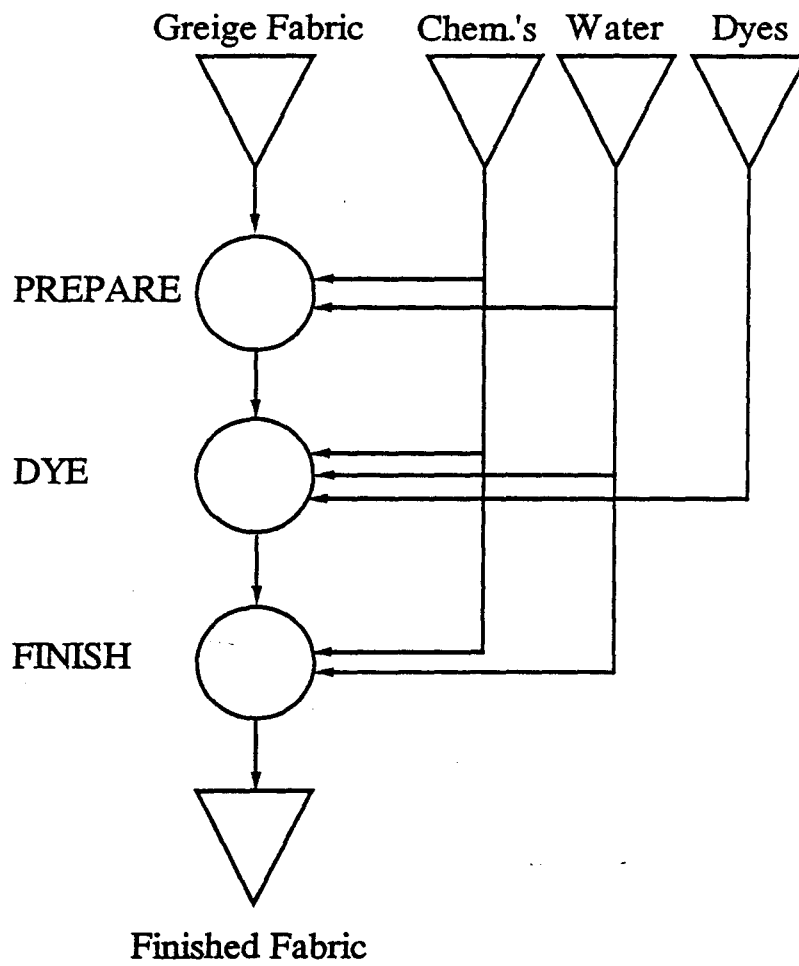 Greige Fabric Chem.'s Water Dyes
PREPARE
DYE
FINISH
Finished Fabric